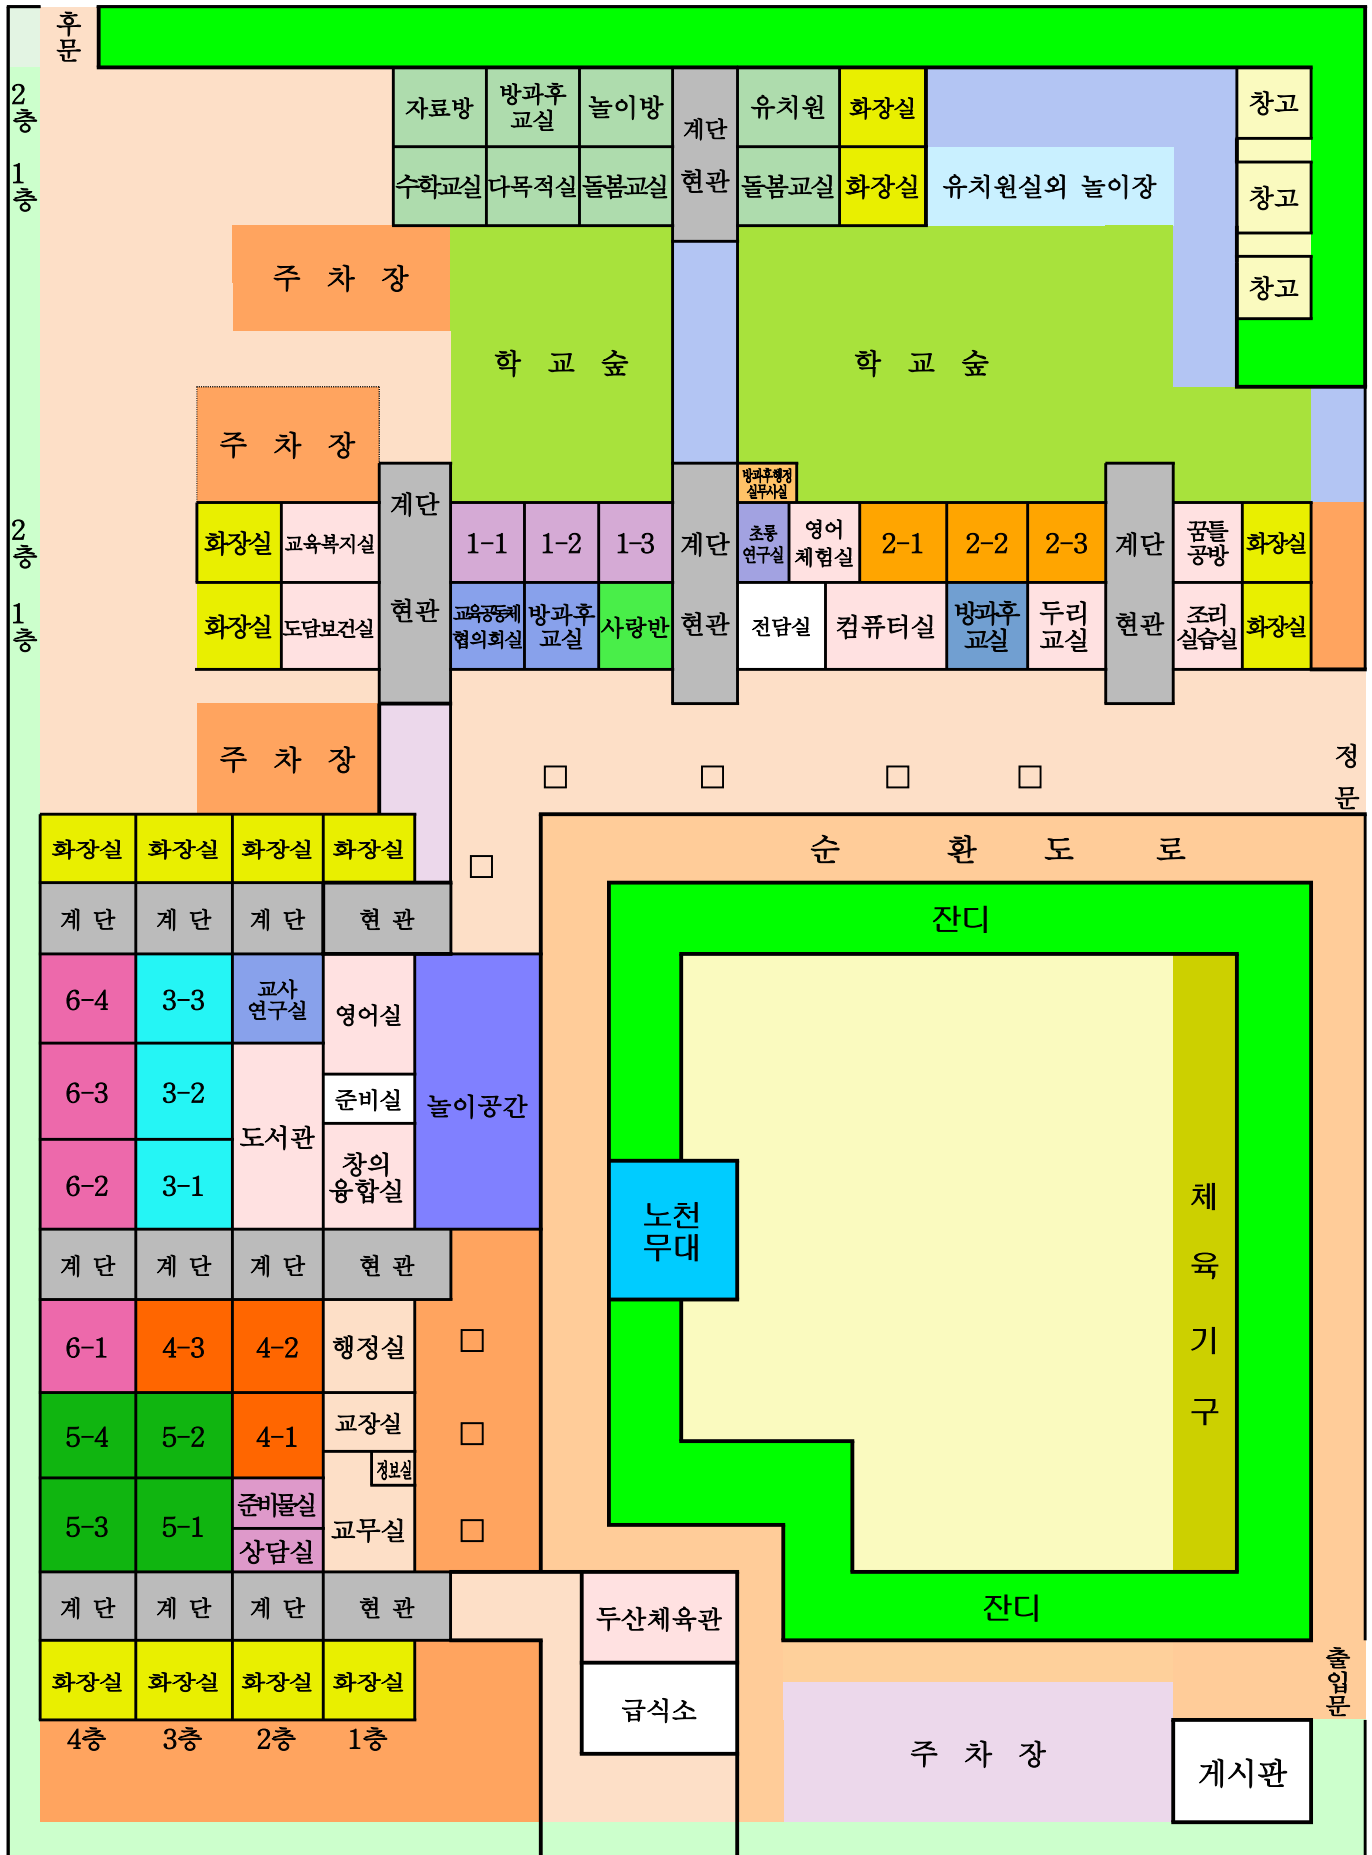 후
문
2
층
자료방
방과후
교실
놀이방
계단
유치원
화장실
창고
1
층
수학교실
다목적실
돌봄교실
현관
돌봄교실
화장실
유치원실외 놀이장
창고
주 차 장
창고
학 교 숲
학 교 숲
주 차 장
방과후행정
실무사실
2
층
화장실
교육복지실
계단
1-1
1-2
1-3
계단
초롱
연구실
영어
체험실
2-1
2-2
2-3
계단
꿈틀
공방
화장실
1
층
화장실
도담보건실
현관
교육공동체
협의회실
방과후
교실
사랑반
현관
전담실
컴퓨터실
방과후
교실
두리
교실
현관
조리
실습실
화장실
주 차 장
정
문
화장실
화장실
화장실
화장실
순 환 도 로
계 단
계 단
계 단
현 관
잔디
6-4
3-3
교사
연구실
영어실
6-3
3-2
도서관
준비실
놀이공간
6-2
3-1
창의
융합실
노천
무대
체
육
기
구
계 단
계 단
계 단
현 관
6-1
4-3
4-2
행정실
5-4
5-2
4-1
교장실
정보실
5-3
5-1
준비물실
상담실
교무실
계 단
계 단
계 단
현 관
두산체육관
잔디
화장실
화장실
화장실
화장실
급식소
출
입
문
4층
3층
2층
1층
주 차 장
게시판